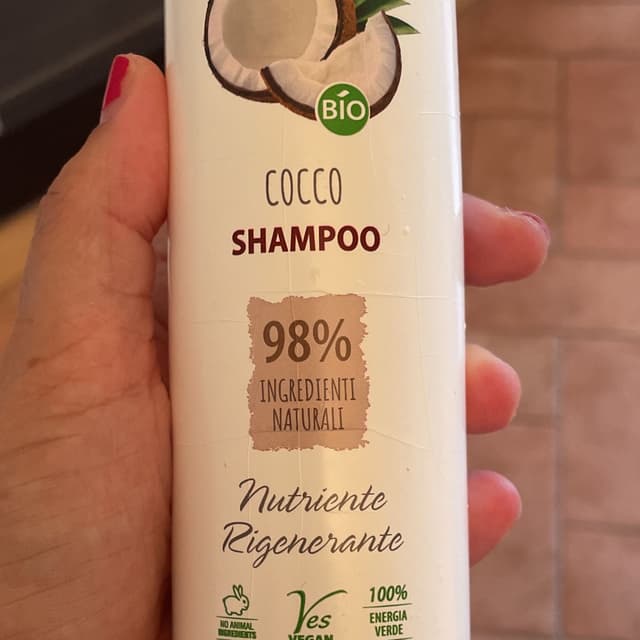 BIO
COCCO
SHAMPOO
98%
INGREDIENTI
NATURALI
Nutriente
Rigenerante
NO ANIMAL
INGREDIENTS
Yes
VEGAN
100%
ENERGIA
VERDE